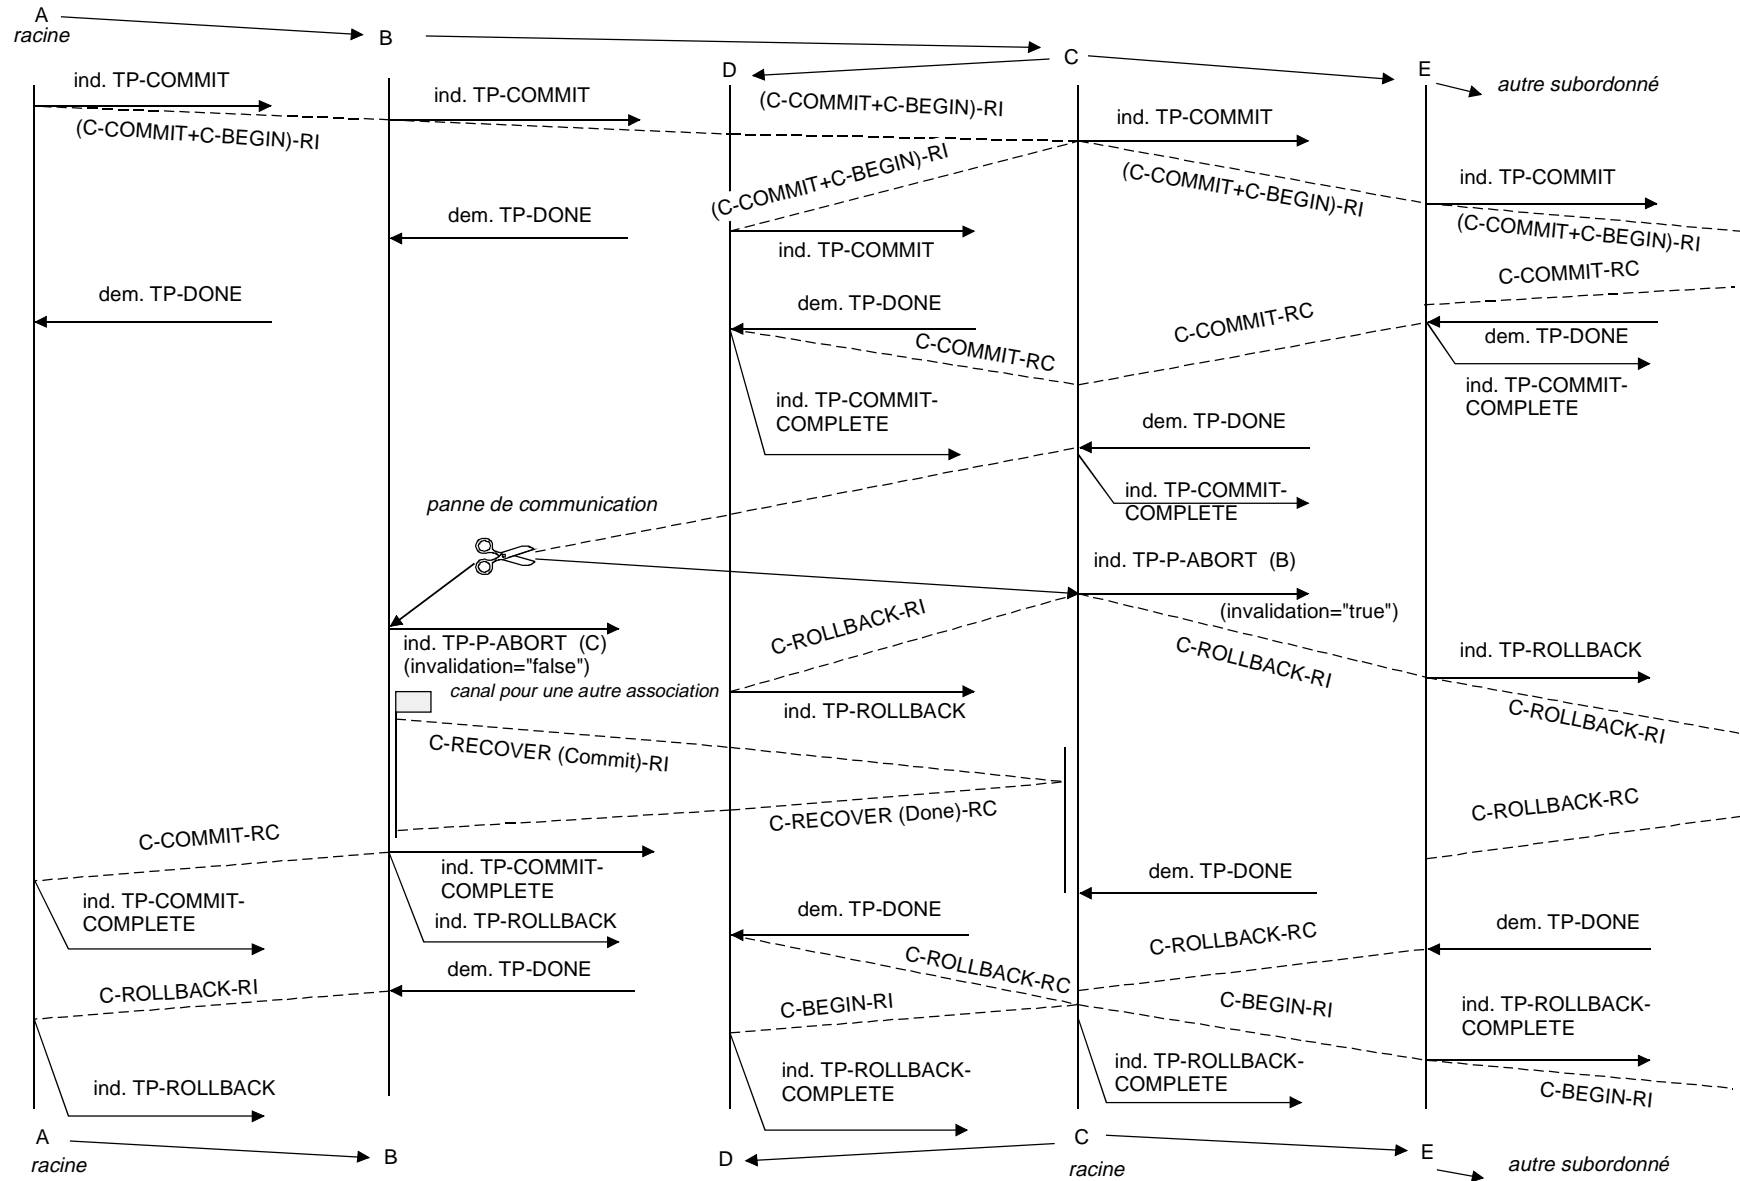 A
racine
B
D
C
E
autre subordonné
ind. TP-COMMIT
ind. TP-COMMIT
(C-COMMIT+C-BEGIN)-RI
ind. TP-COMMIT
(C-COMMIT+C-BEGIN)-RI
(C-COMMIT+C-BEGIN)-RI
(C-COMMIT+C-BEGIN)-RI
ind. TP-COMMIT
(C-COMMIT+C-BEGIN)-RI
dem. TP-DONE
ind. TP-COMMIT
C-COMMIT-RC
dem. TP-DONE
dem. TP-DONE
C-COMMIT-RC
C-COMMIT-RC
dem. TP-DONE
ind. TP-COMMIT-
COMPLETE
ind. TP-COMMIT-
COMPLETE
dem. TP-DONE
ind. TP-COMMIT-
COMPLETE
panne de communication
ind. TP-P-ABORT (B)
(invalidation="true")
C-ROLLBACK-RI
ind. TP-P-ABORT (C)
(invalidation="false")
C-ROLLBACK-RI
ind. TP-ROLLBACK
canal pour une autre association
ind. TP-ROLLBACK
C-ROLLBACK-RI
C-RECOVER (Commit)-RI
C-RECOVER (Done)-RC
C-ROLLBACK-RC
C-COMMIT-RC
ind. TP-COMMIT-
COMPLETE
dem. TP-DONE
ind. TP-COMMIT-
COMPLETE
ind. TP-ROLLBACK
dem. TP-DONE
C-ROLLBACK-RC
dem. TP-DONE
C-ROLLBACK-RC
dem. TP-DONE
C-ROLLBACK-RI
C-BEGIN-RI
C-BEGIN-RI
ind. TP-ROLLBACK-
COMPLETE
ind. TP-ROLLBACK
ind. TP-ROLLBACK-
COMPLETE
ind. TP-ROLLBACK-
COMPLETE
C-BEGIN-RI
A
racine
B
D
C
racine
E
autre subordonné